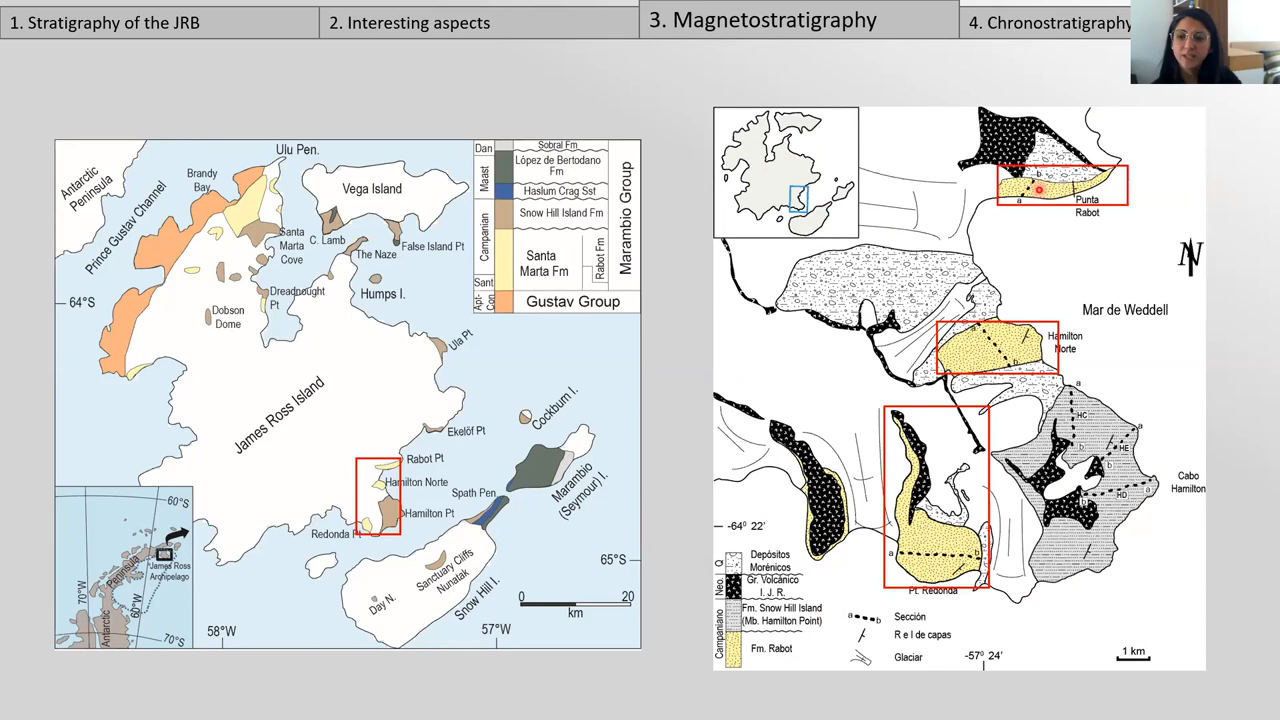 1. Stratigraphy of the JRB
2. Interesting aspects
3. Magnetostratigraphy
4. Chronostratigraphy
Ulu Pen.
Antarctic
Peninsula
Prince Gustav Channel
Brandy
Bay
Vega Island
Santa
Marta
Cove
C. Lamb
The Naze
False Island Pt
64°S
Dreadnought
Pt
Humps I.
Dobson
Dome
Ula Pt
James Ross Island
Ekelöf Pt
Cockburn I.
Rabot Pt
Hamilton Norte
Hamilton Pt
Redonda Pt
Spath Pen
Marambio
(Seymour) I.
Sanctuary Cliffs
Nunatak
Day N.
Snow Hill I.
65°S
0
20
km
58°W
57°W
60°S
James Ross
Archipelago
Antarctic
Peninsula
70°W
60°W
70°S
Dan
Sobral Fm
Maast
López de Bertodano
Fm
Haslum Crag Sst
Campanian
Snow Hill Island Fm
Santa
Marta Fm
Rabot Fm
Sant
Apt-
Con
Gustav Group
Marambio Group
b
a
Punta
Rabot
N
Mar de Weddell
a
b
Hamilton
Norte
a
HC
b
a
HE
b
b
HD
a
Cabo
Hamilton
a
b
Pt. Redonda
-64° 22'
Q
Depósitos
Morénicos
Neo.
Gr. Volcánico
I. J. R.
Campaniano
Fm. Snow Hill Island
(Mb. Hamilton Point)
Fm. Rabot
a
b
Sección
R e I de capas
Glaciar
-57° 24'
1 km